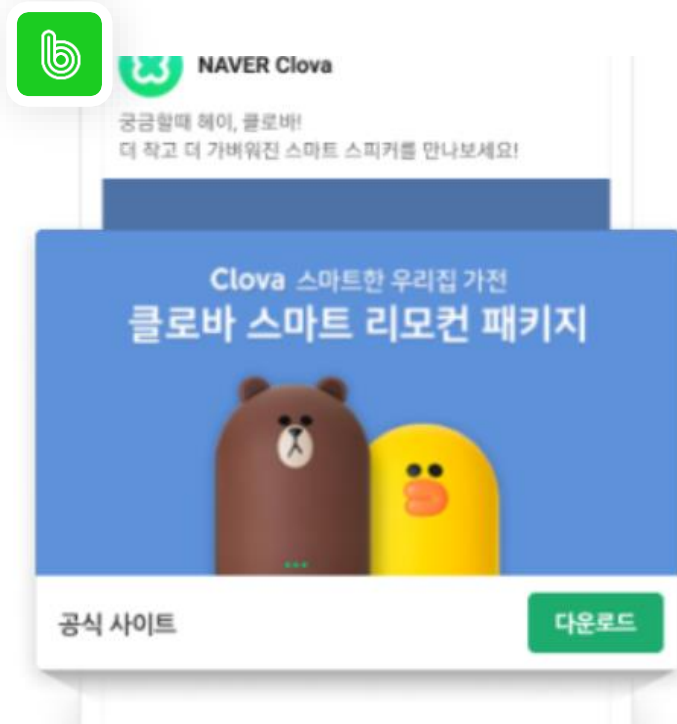 NAVER Clova
궁금할때 헤이, 클로바!
더 작고 더 가벼워진 스마트 스피커를 만나보세요!
Clova 스마트한 우리집 가전
클로바 스마트 리모컨 패키지
공식 사이트
다운로드